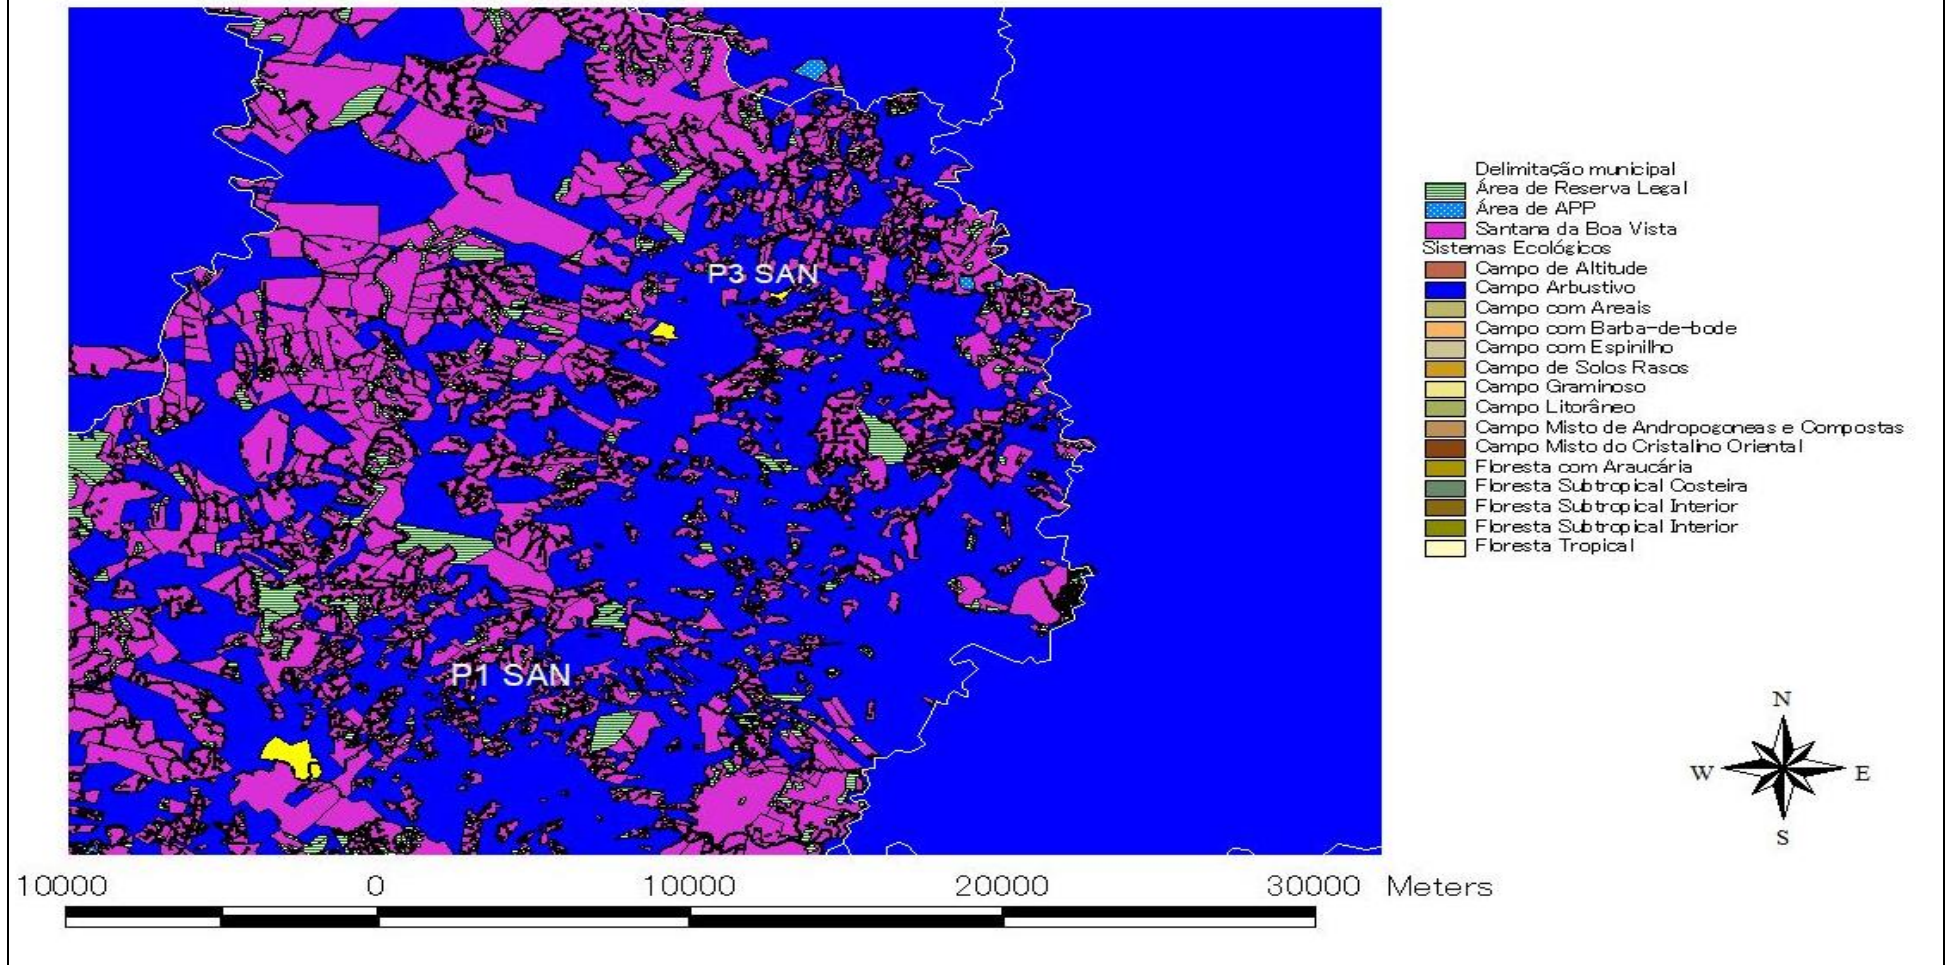 P3 SAN
P1 SAN
Delimitação municipal
Área de Reserva Legal
Área de APP
Santana da Boa Vista
Sistemas Ecológicos
Campo de Altitude
Campo Arbustivo
Campo com Areais
Campo com Barba-de-bode
Campo com Espinilho
Campo de Solos Rasos
Campo Graminoso
Campo Litorâneo
Campo Misto de Andropogoneas e Compostas
Campo Misto do Cristalino Oriental
Floresta com Araucária
Floresta Subtropical Costeira
Floresta Subtropical Interior
Floresta Subtropical Interior
Floresta Tropical
N
W E
S
10000 0 10000 20000 30000 Meters